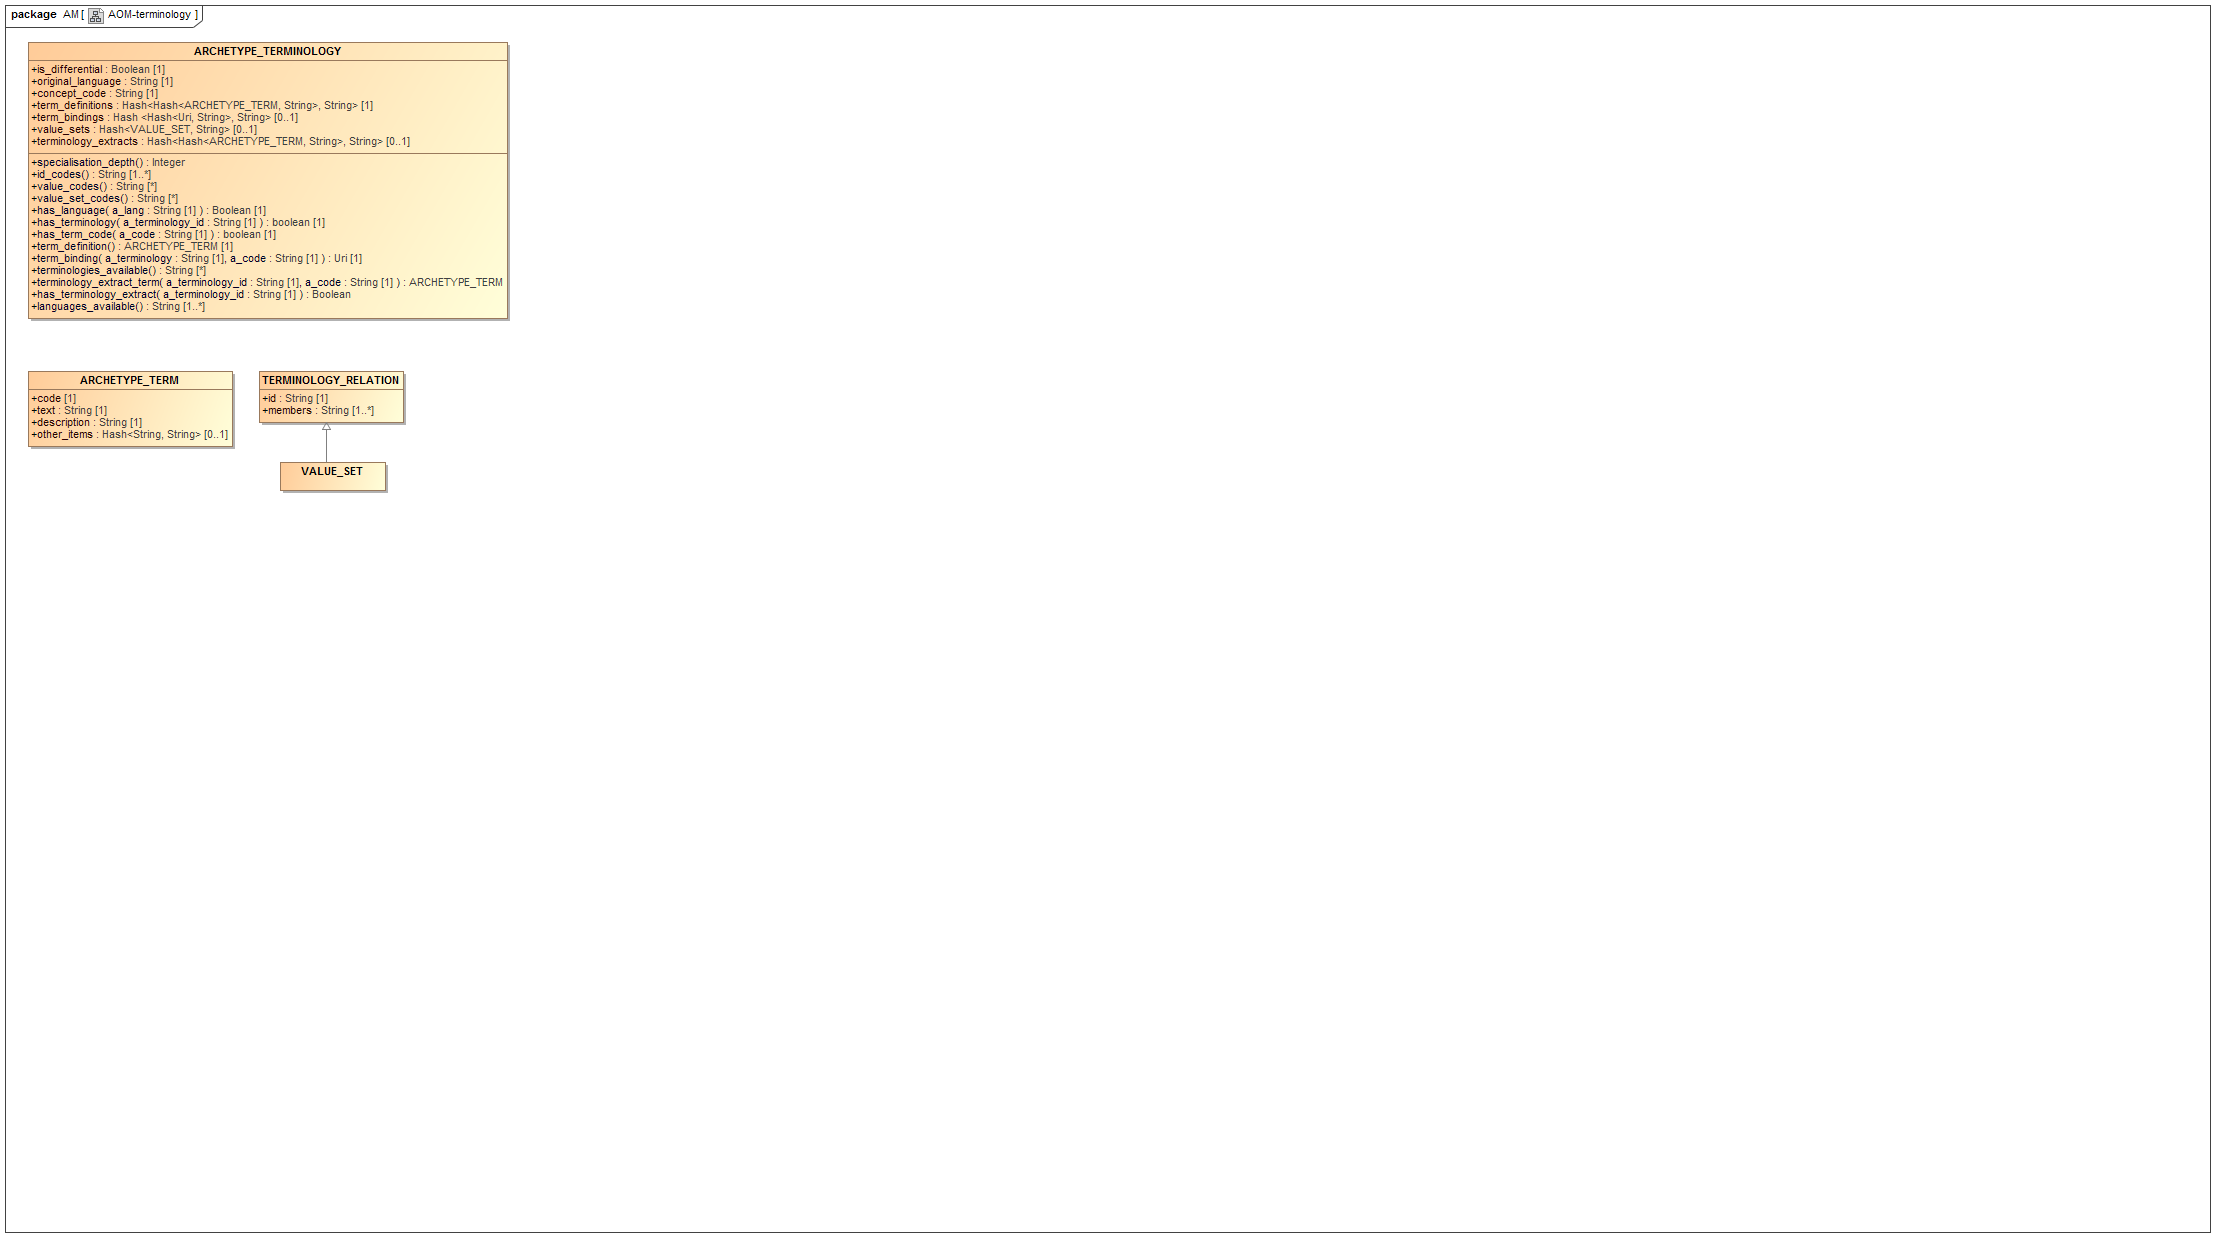 package AM [ AOM-terminology ]
ARCHETYPE_TERMINOLOGY
+is_differential : Boolean [1]
+original_language : String [1]
+concept_code : String [1]
+term_definitions : Hash<Hash<ARCHETYPE_TERM, String>, String> [1]
+term_bindings : Hash <Hash<Uri, String>, String> [0..1]
+value_sets : Hash<VALUE_SET, String> [0..1]
+terminology_extracts : Hash<Hash<ARCHETYPE_TERM, String>, String> [0..1]
+specialisation_depth() : Integer
+id_codes() : String [1..*]
+value_codes() : String [*]
+value_set_codes() : String [*]
+has_language( a_lang : String [1] ) : Boolean [1]
+has_terminology( a_terminology_id : String [1] ) : boolean [1]
+has_term_code( a_code : String [1] ) : boolean [1]
+term_definition() : ARCHETYPE_TERM [1]
+term_binding( a_terminology : String [1], a_code : String [1] ) : Uri [1]
+terminologies_available() : String [*]
+terminology_extract_term( a_terminology_id : String [1], a_code : String [1] ) : ARCHETYPE_TERM
+has_terminology_extract( a_terminology_id : String [1] ) : Boolean
+languages_available() : String [1..*]
ARCHETYPE_TERM
+code [1]
+text : String [1]
+description : String [1]
+other_items : Hash<String, String> [0..1]
TERMINOLOGY_RELATION
+id : String [1]
+members : String [1..*]
VALUE_SET